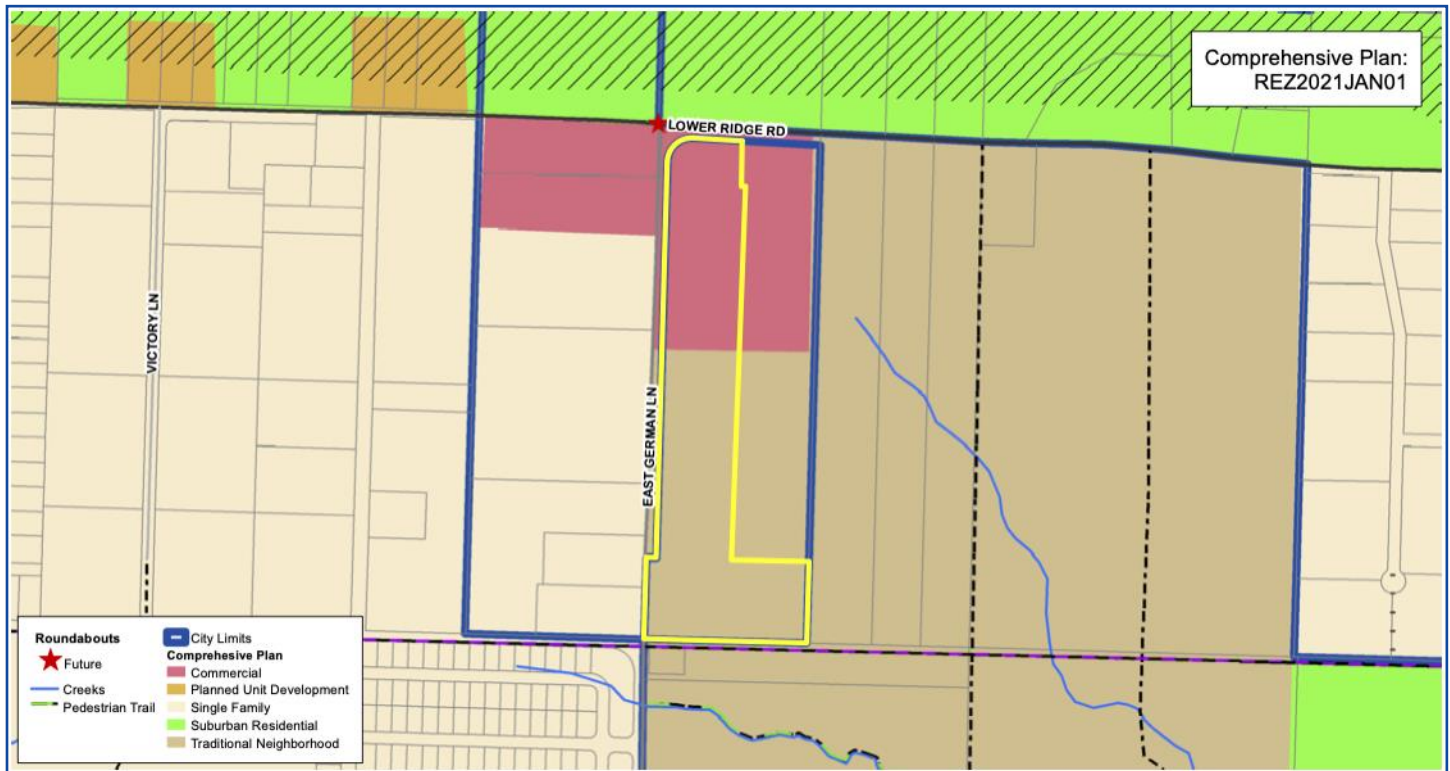 Comprehensive Plan:
REZ2021JAN01
LOWER RIDGE RD
VICTORY LN
EAST GERMAN LN
Roundabouts
Future
Creeks
Pedestrian Trail
City Limits
Comprehesive Plan
Commercial
Planned Unit Development
Single Family
Suburban Residential
Traditional Neighborhood